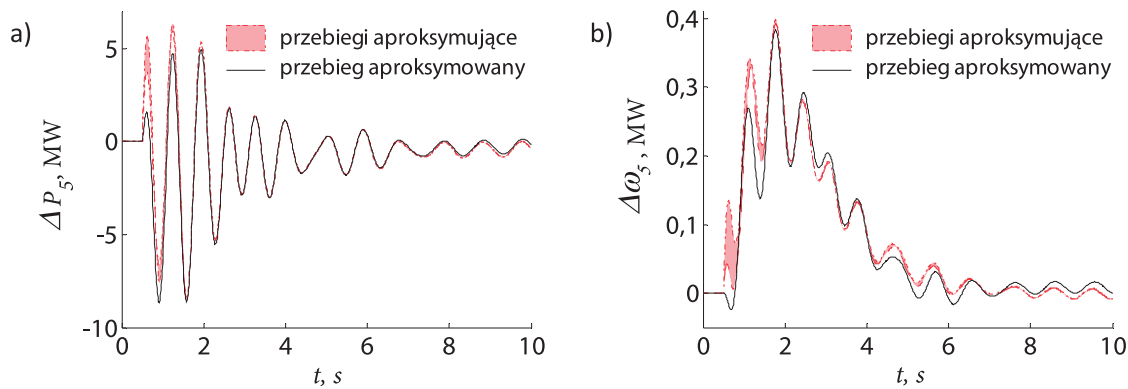 a)
ΔP5, MW
5
0
-5
-10
przebiegi aproksymujące
przebieg aproksymowany
0 2 4 6 8 10
t, s
b)
Δω5, MW
0,4
0,3
0,2
0,1
0
przebiegi aproksymujące
przebieg aproksymowany
0 2 4 6 8 10
t, s